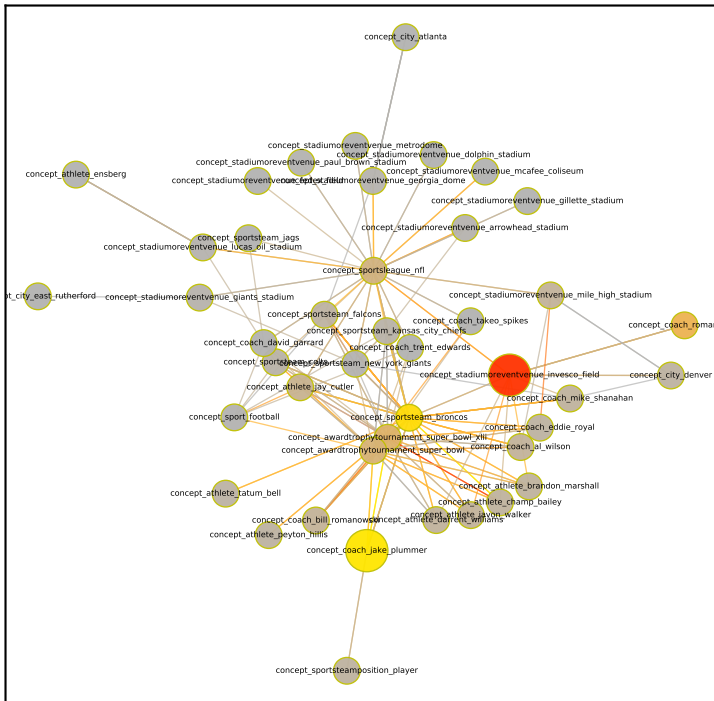 concept_city_atlanta
concept_stadiumoreventvenue_metrodome
concept_stadiumoreventvenue_dolphin_stadium
concept_stadiumoreventvenue_paul_brown_stadium
concept_stadiumoreventvenue_mcafee_coliseum
concept_athlete_ensberg
concept_stadiumoreventvenue_georgia_dome
concept_stadiumoreventvenue_gillette_stadium
concept_stadiumoreventvenue_arrowhead_stadium
concept_sportsteam_jags
concept_stadiumoreventvenue_lucas_oil_stadium
concept_sportsleague_nfl
pt_city_east_rutherford
concept_stadiumoreventvenue_giants_stadium
concept_stadiumoreventvenue_mile_high_stadium
concept_sportsteam_falcons
concept_coach_takeo_spikes
concept_coach_roma
concept_sportsteam_kansas_city_chiefs
concept_coach_david_garrard
concept_coach_trent_edwards
concept_sportsteam_new_york_giants
concept_stadiumoreventvenue_invesco_field
concept_city_denver
concept_athlete_jay_cutler
concept_coach_mike_shanahan
concept_sport_football
concept_sportsteam_broncos
concept_coach_eddie_royal
concept_awardtrophytournament_super_bowl_xlii
concept_coach_al_wilson
concept_awardtrophytournament_super_bowl
concept_athlete_brandon_marshall
concept_athlete_tatum_bell
concept_athlete_champ_bailey
concept_athlete_javon_walker
concept_coach_bill_romanowski
concept_athlete_darrent_williams
concept_athlete_peyton_hillis
concept_coach_jake_plummer
concept_sportsteamposition_player